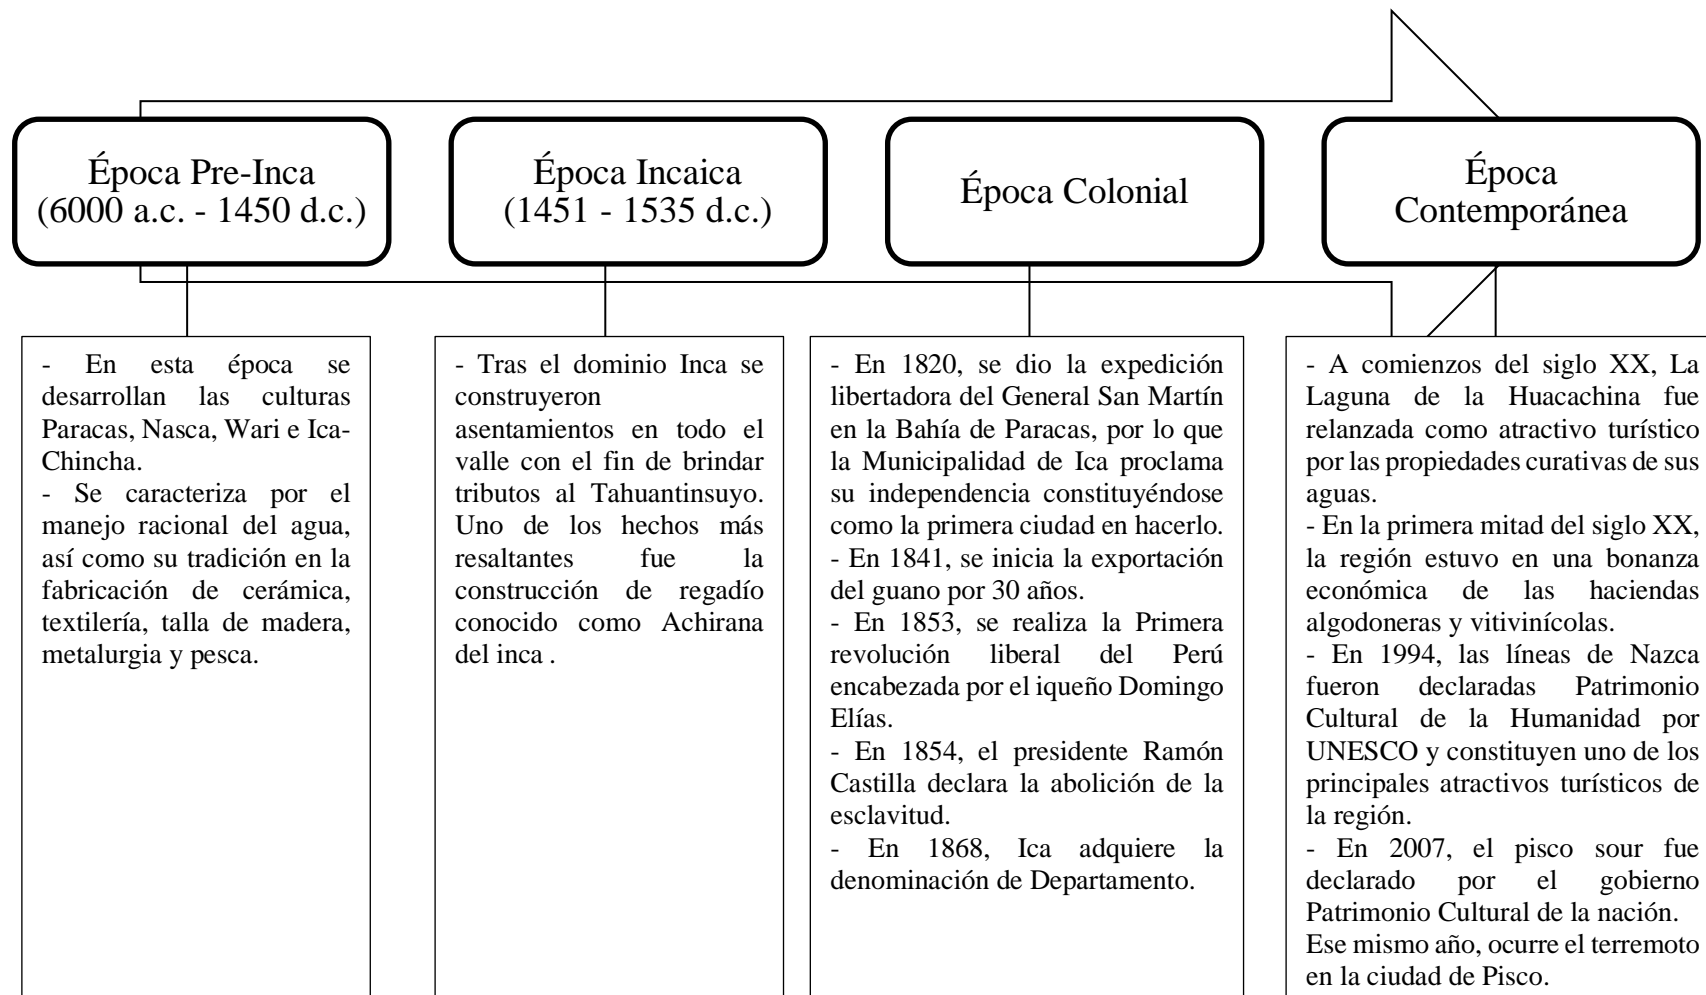 Época Pre-Inca
(6000 a.c. - 1450 d.c.)
Época Incaica
(1451 - 1535 d.c.)
Época Colonial
Época
Contemporánea
- En esta época se
desarrollan las culturas
Paracas, Nasca, Wari e Ica-
Chincha.
- Se caracteriza por el
manejo racional del agua,
así como su tradición en la
fabricación de cerámica,
textilería, talla de madera,
metalurgia y pesca.
- Tras el dominio Inca se
construyeron
asentamientos en todo el
valle con el fin de brindar
tributos al Tahuantinsuyo.
Uno de los hechos más
resaltantes fue la
construcción de regadío
conocido como Achirana
del inca .
- En 1820, se dio la expedición
libertadora del General San Martín
en la Bahía de Paracas, por lo que
la Municipalidad de Ica proclama
su independencia constituyéndose
como la primera ciudad en hacerlo.
- En 1841, se inicia la exportación
del guano por 30 años.
- En 1853, se realiza la Primera
revolución liberal del Perú
encabezada por el iqueño Domingo
Elías.
- En 1854, el presidente Ramón
Castilla declara la abolición de la
esclavitud.
- En 1868, Ica adquiere la
denominación de Departamento.
- A comienzos del siglo XX, La
Laguna de la Huacachina fue
relanzada como atractivo turístico
por las propiedades curativas de sus
aguas.
- En la primera mitad del siglo XX,
la región estuvo en una bonanza
económica de las haciendas
algodoneras y vitivinícolas.
- En 1994, las líneas de Nazca
fueron declaradas Patrimonio
Cultural de la Humanidad por
UNESCO y constituyen uno de los
principales atractivos turísticos de
la región.
- En 2007, el pisco sour fue
declarado por el gobierno
Patrimonio Cultural de la nación.
Ese mismo año, ocurre el terremoto
en la ciudad de Pisco.